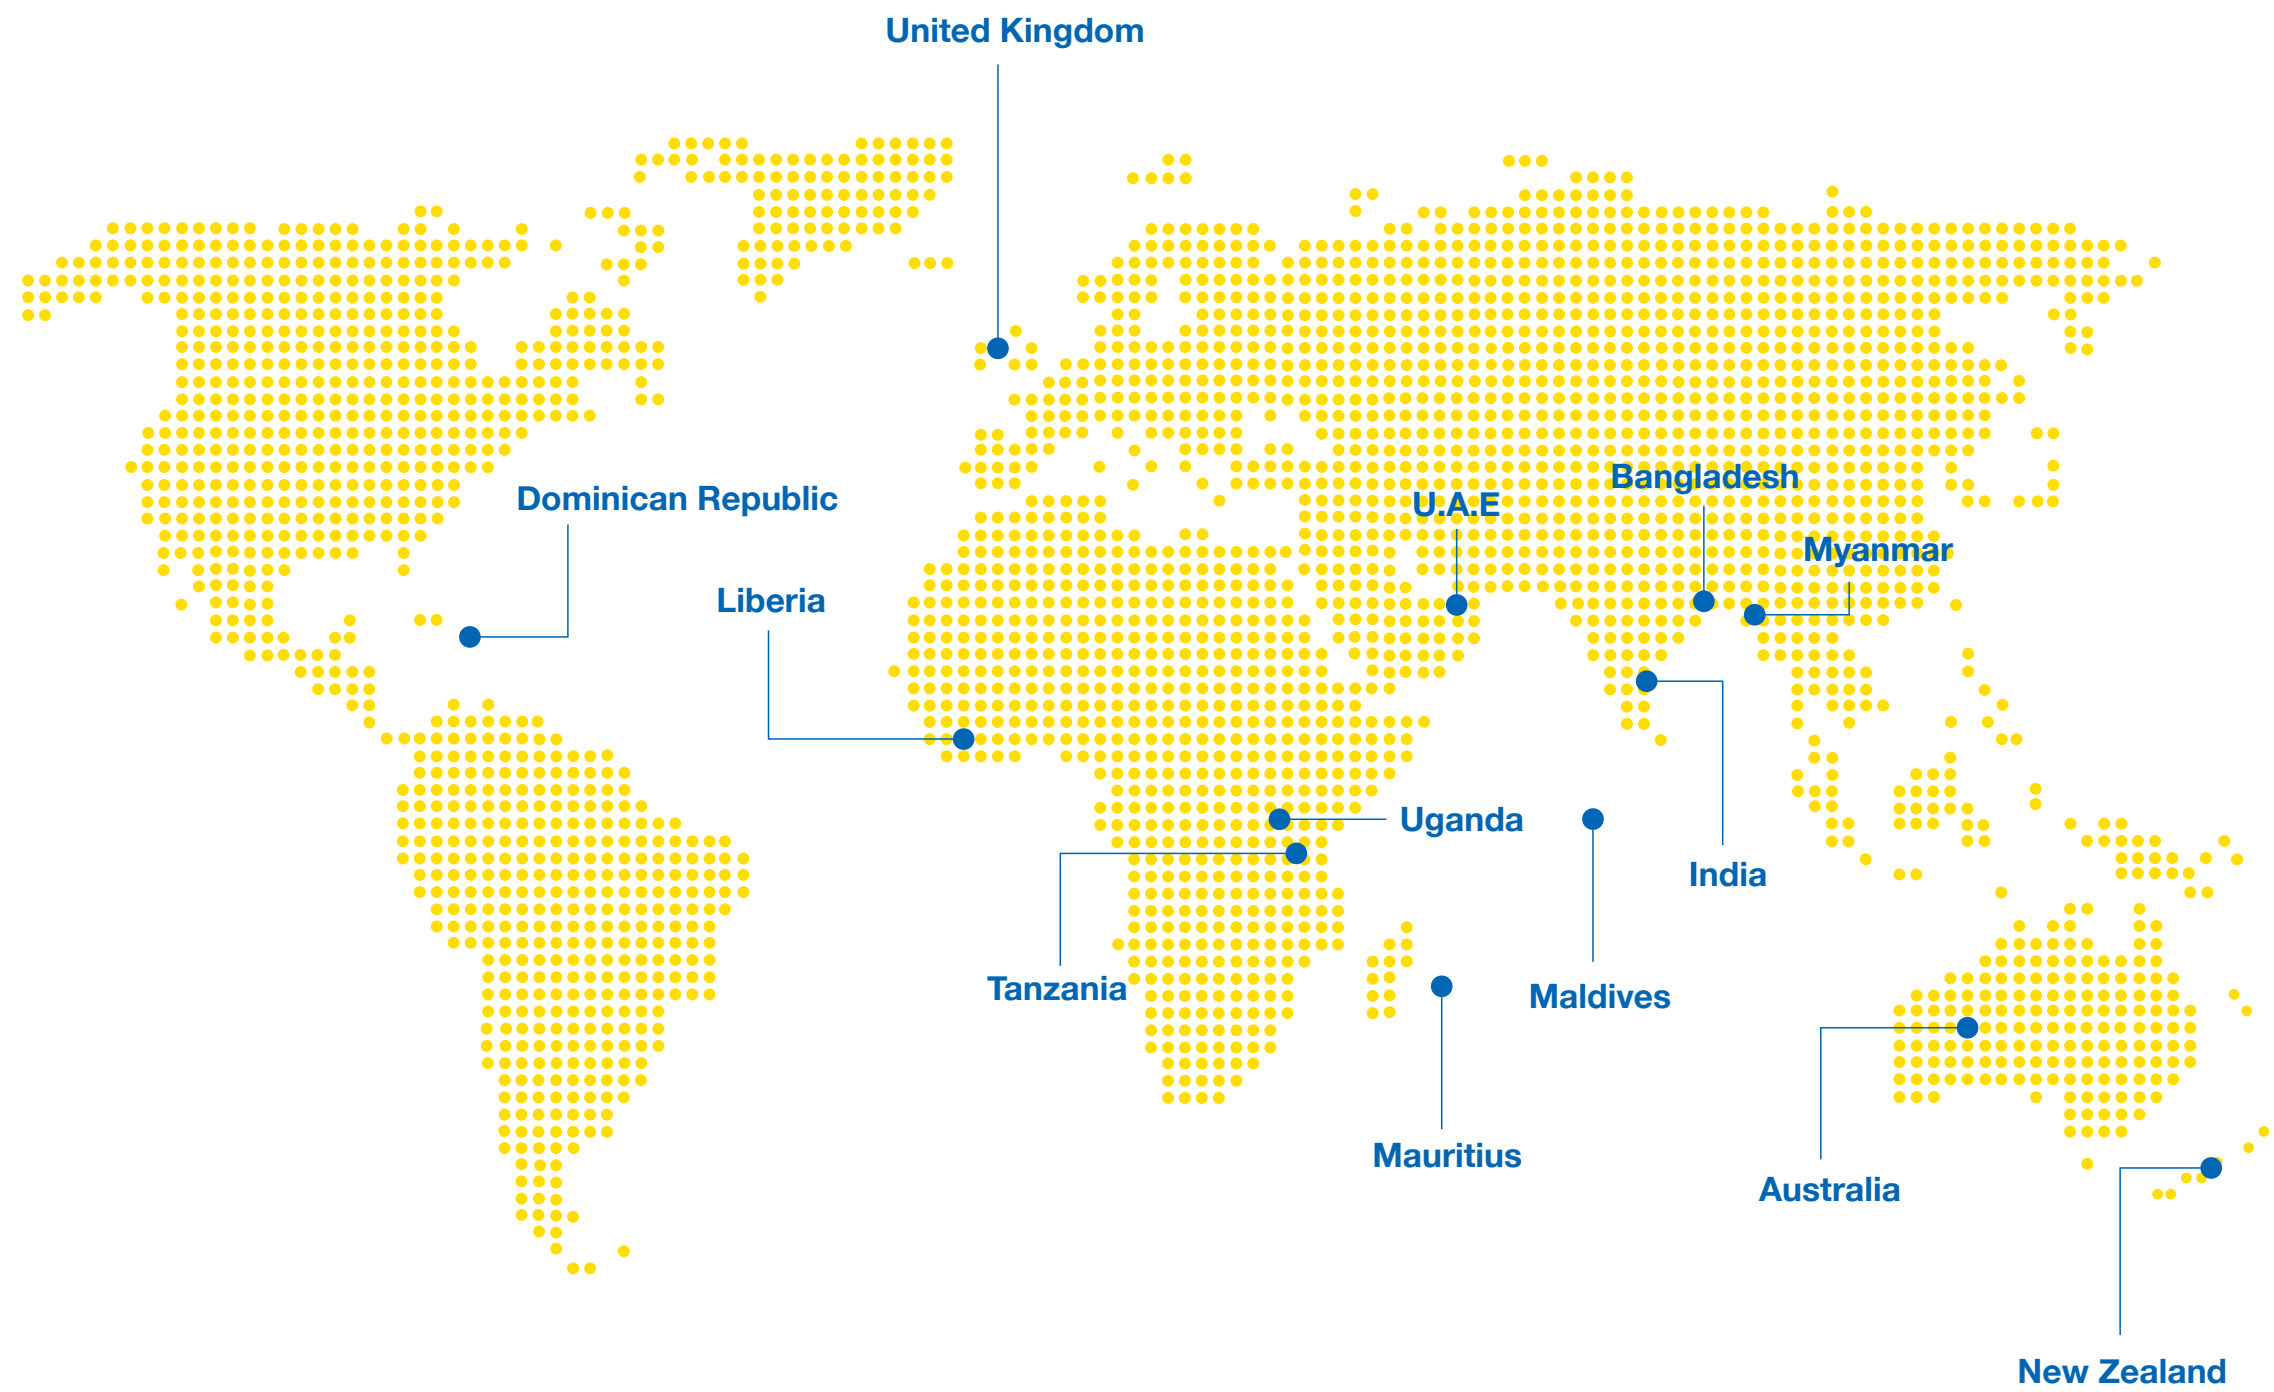 United Kingdom
Bangladesh
Dominican Republic
U.A.E
Myanmar
Liberia
Uganda
India
Tanzania
Maldives
Mauritius
Australia
New Zealand